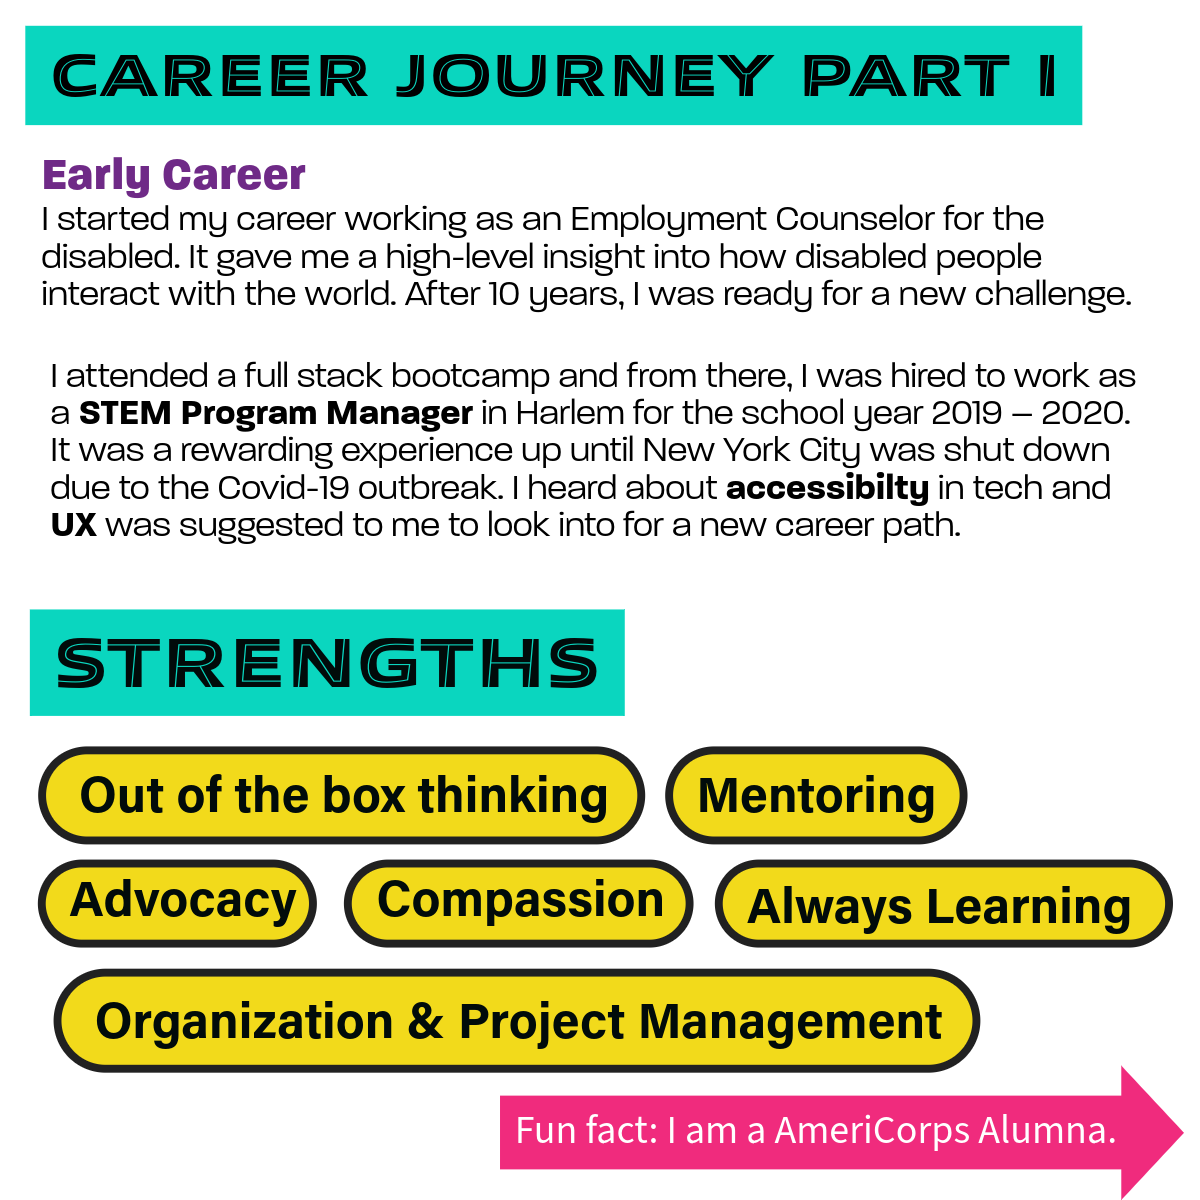 CAREER JOURNEY PART I
Early Career
I started my career working as an Employment Counselor for the
disabled. It gave me a high-level insight into how disabled people
interact with the world. After 10 years, I was ready for a new challenge.
I attended a full stack bootcamp and from there, I was hired to work as
a STEM Program Manager in Harlem for the school year 2019 – 2020.
It was a rewarding experience up until New York City was shut down
due to the Covid-19 outbreak. I heard about accessibilty in tech and
UX was suggested to me to look into for a new career path.
STRENGTHS
Out of the box thinking
Mentoring
Advocacy
Compassion
Always Learning
Organization & Project Management
Fun fact: I am a AmeriCorps Alumna.